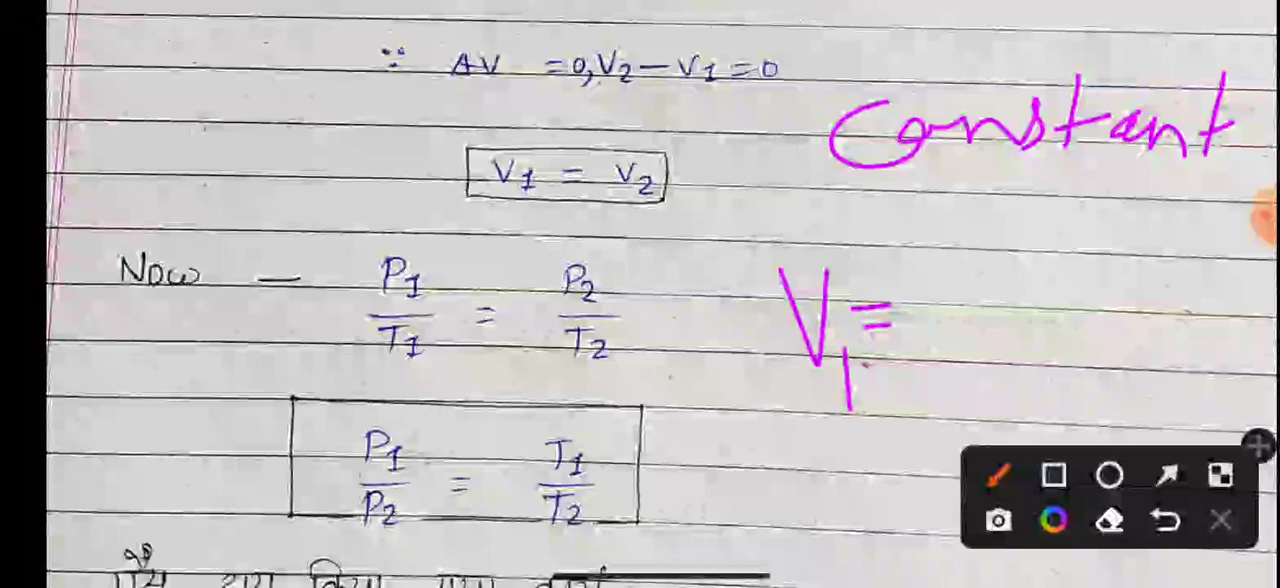 ∵ ΔV = 0, V2 − V1 = 0
Constant
V1 = V2
Now — P1/T1 = P2/T2
V1 =
P1/P2 = T1/T2